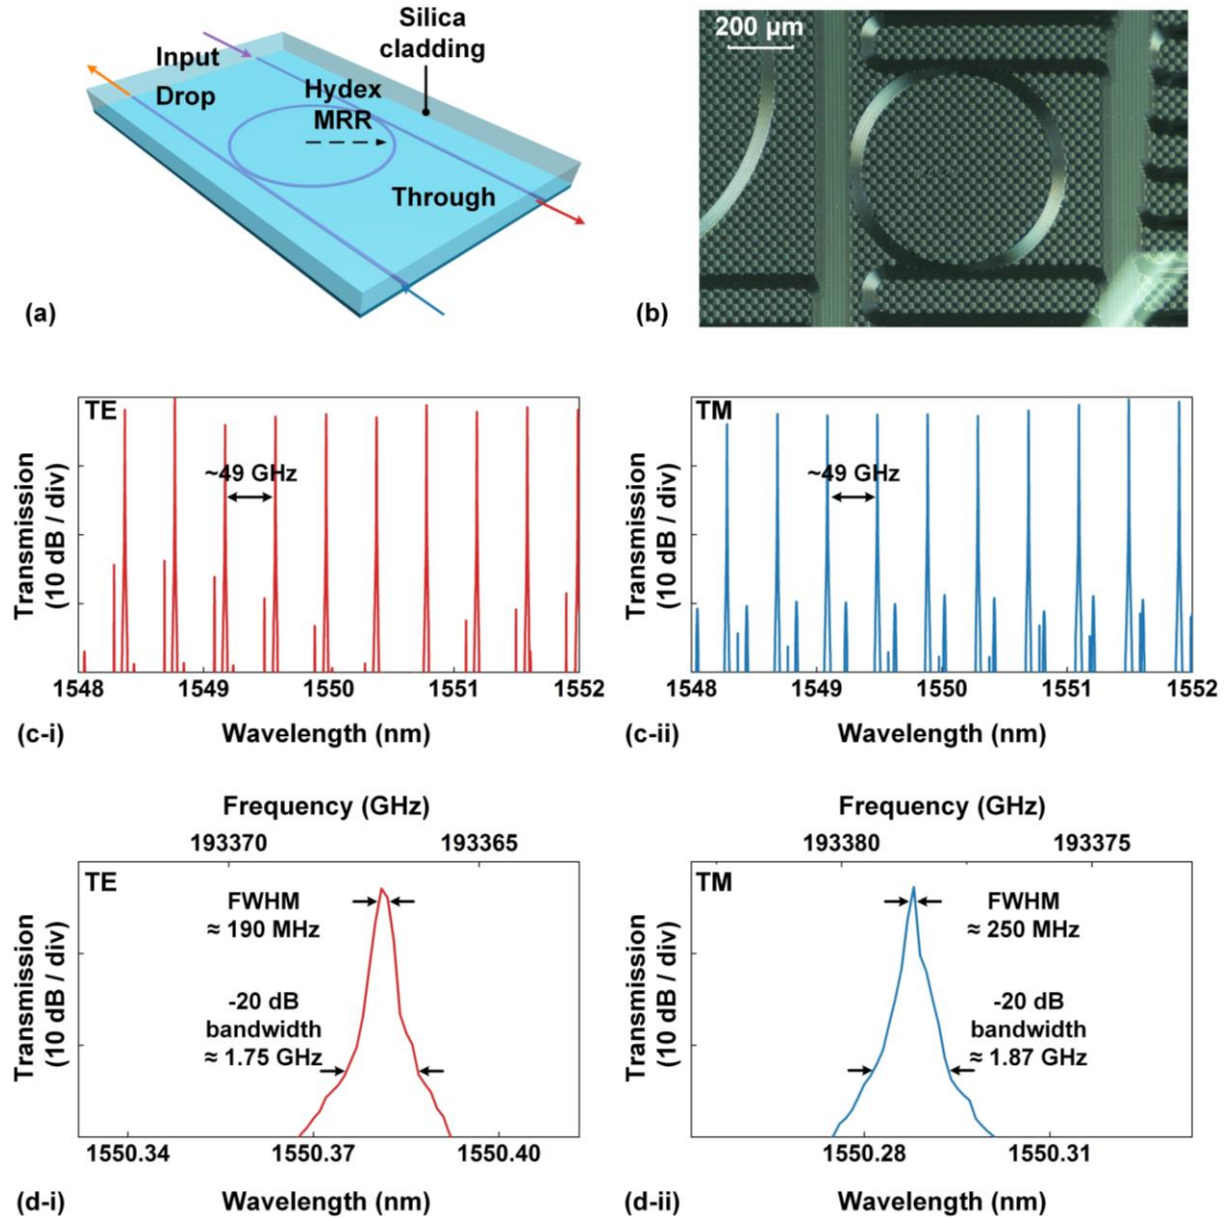 Silica
cladding
Input
Drop
Hydex
MRR
Through
(a)
200 μm
(b)
TE
~49 GHz
Transmission
(10 dB / div)
1548 1549 1550 1551 1552
(c-i) Wavelength (nm)
TM
~49 GHz
Transmission
(10 dB / div)
1548 1549 1550 1551 1552
(c-ii) Wavelength (nm)
Frequency (GHz)
193370 193365
TE
FWHM
≈ 190 MHz
-20 dB
bandwidth
≈ 1.75 GHz
Transmission
(10 dB / div)
1550.34 1550.37 1550.40
(d-i) Wavelength (nm)
Frequency (GHz)
193380 193375
TM
FWHM
≈ 250 MHz
-20 dB
bandwidth
≈ 1.87 GHz
Transmission
(10 dB / div)
1550.28 1550.31
(d-ii) Wavelength (nm)